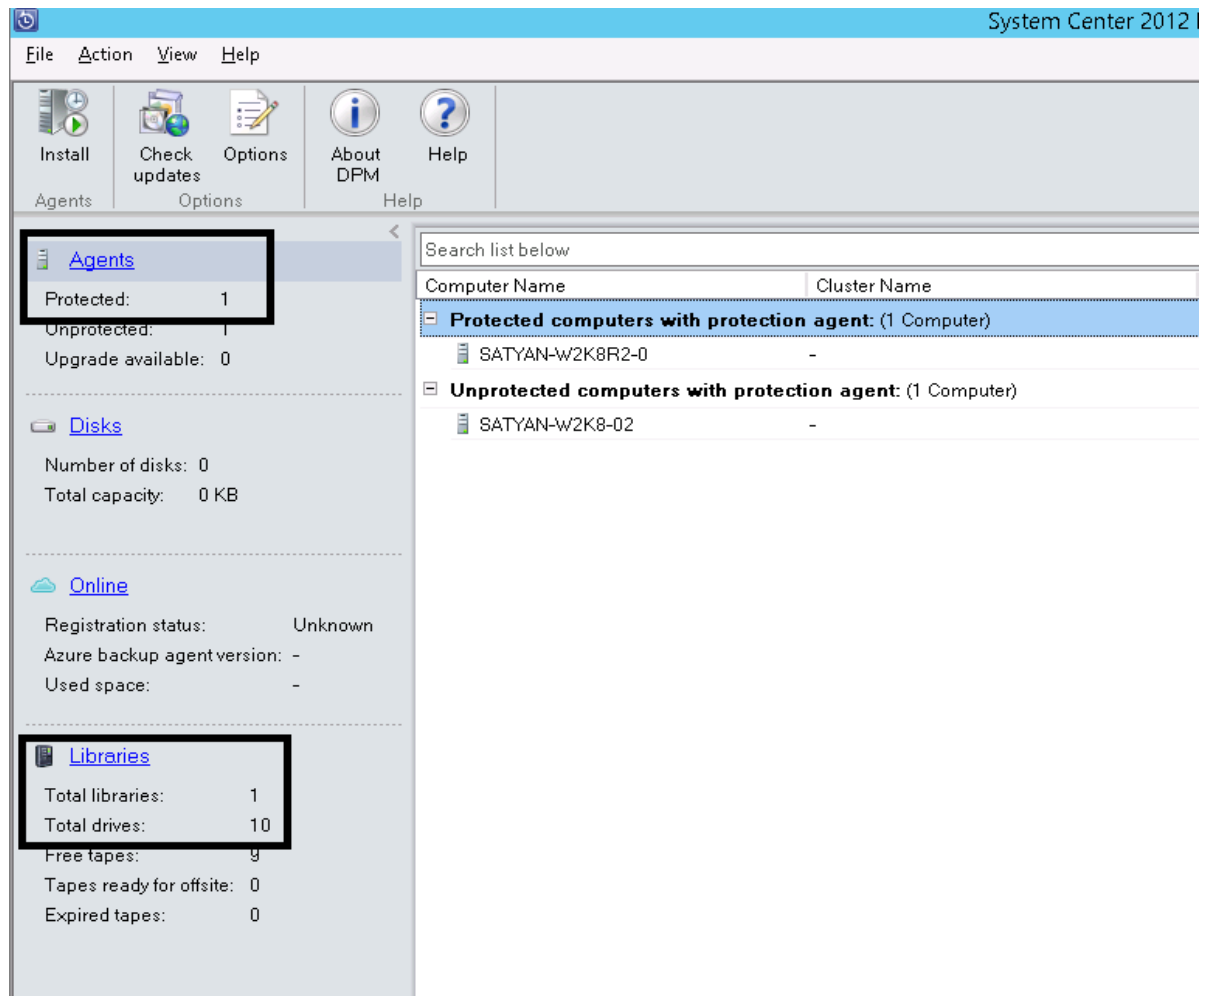 System Center 2012
File Action View Help
Install
Check updates
Options
About DPM
Help
Agents
Options
Help
Agents
Protected: 1
Unprotected: 1
Upgrade available: 0
Disks
Number of disks: 0
Total capacity: 0 KB
Online
Registration status: Unknown
Azure backup agent version: -
Used space: -
Libraries
Total libraries: 1
Total drives: 10
Free tapes: 9
Tapes ready for offsite: 0
Expired tapes: 0
Search list below
Computer Name Cluster Name
Protected computers with protection agent: (1 Computer)
SATYAN-W2K8R2-0 -
Unprotected computers with protection agent: (1 Computer)
SATYAN-W2K8-02 -